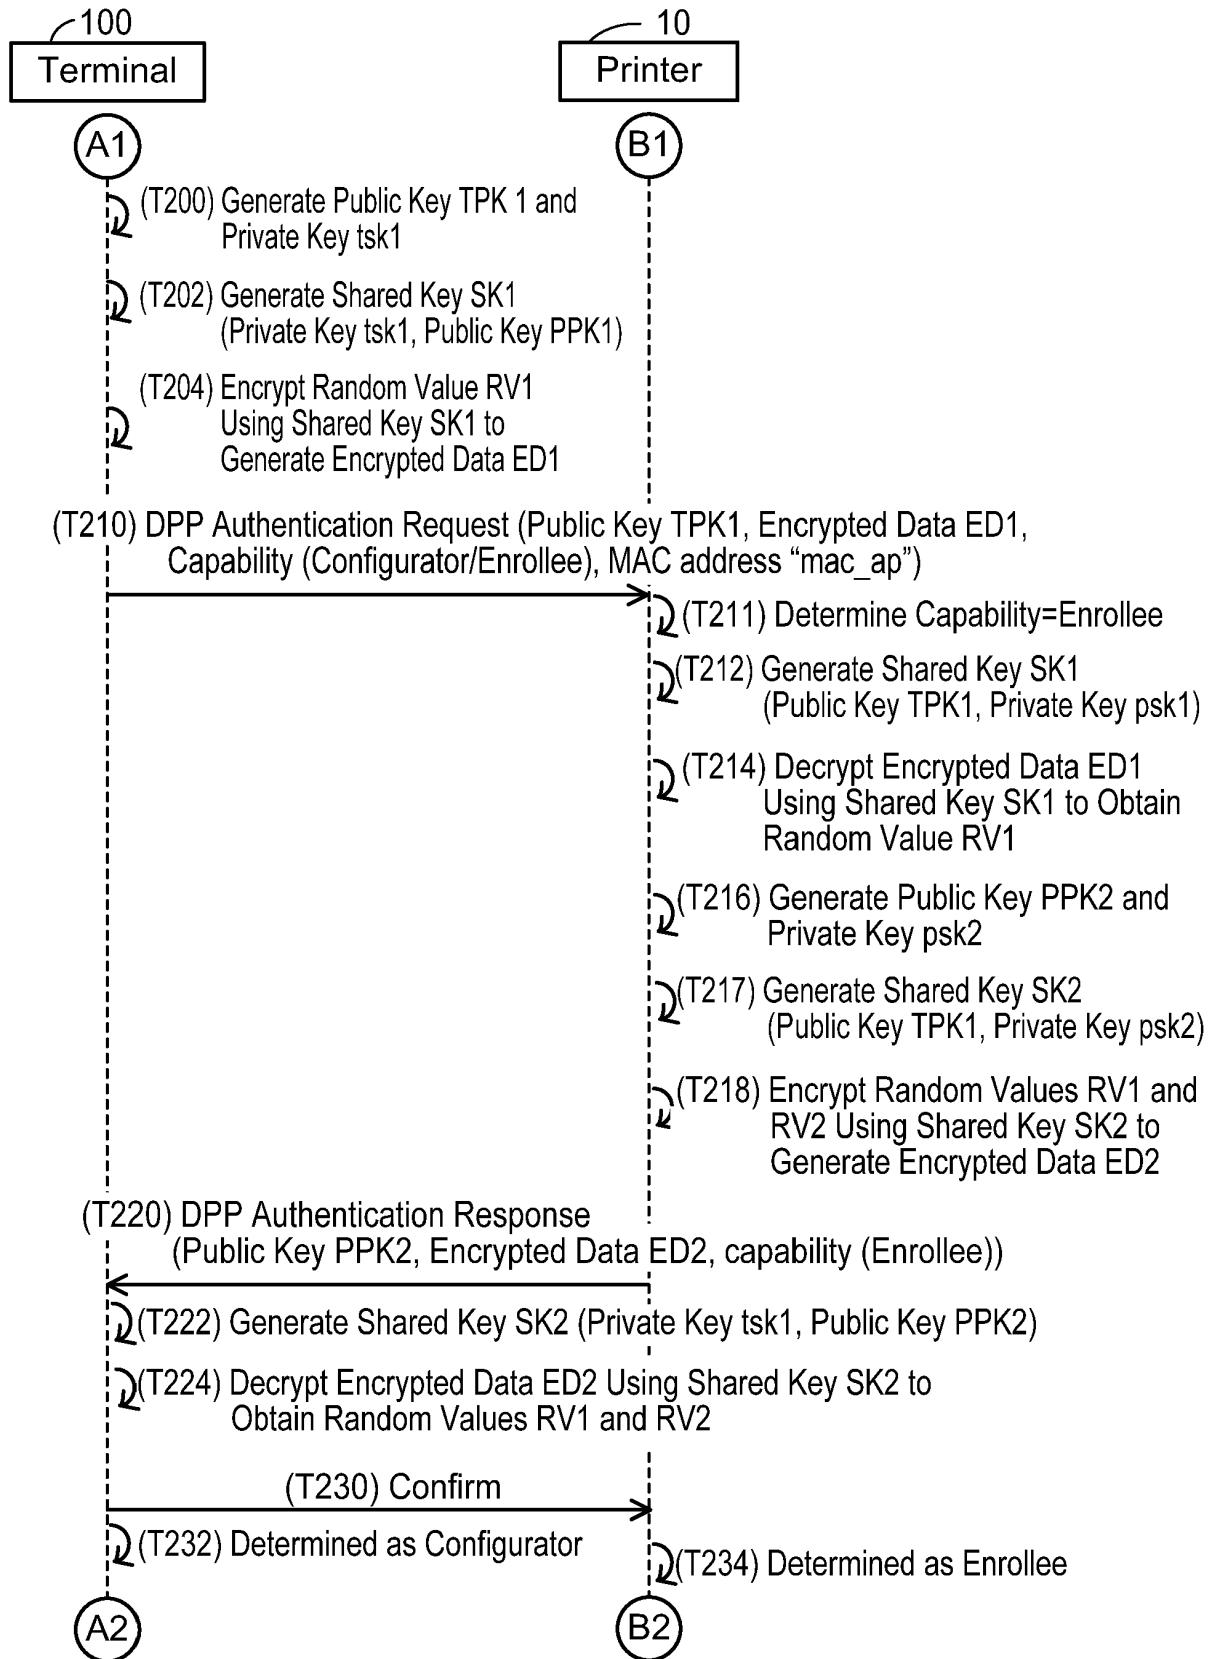 100
10
Terminal
Printer
A1
B1
(T200) Generate Public Key TPK 1 and
Private Key tsk1
(T202) Generate Shared Key SK1
(Private Key tsk1, Public Key PPK1)
(T204) Encrypt Random Value RV1
Using Shared Key SK1 to
Generate Encrypted Data ED1
(T210) DPP Authentication Request (Public Key TPK1, Encrypted Data ED1,
Capability (Configurator/Enrollee), MAC address “mac_ap”)
(T211) Determine Capability=Enrollee
(T212) Generate Shared Key SK1
(Public Key TPK1, Private Key psk1)
(T214) Decrypt Encrypted Data ED1
Using Shared Key SK1 to Obtain
Random Value RV1
(T216) Generate Public Key PPK2 and
Private Key psk2
(T217) Generate Shared Key SK2
(Public Key TPK1, Private Key psk2)
(T218) Encrypt Random Values RV1 and
RV2 Using Shared Key SK2 to
Generate Encrypted Data ED2
(T220) DPP Authentication Response
(Public Key PPK2, Encrypted Data ED2, capability (Enrollee))
(T222) Generate Shared Key SK2 (Private Key tsk1, Public Key PPK2)
(T224) Decrypt Encrypted Data ED2 Using Shared Key SK2 to
Obtain Random Values RV1 and RV2
(T230) Confirm
(T232) Determined as Configurator
(T234) Determined as Enrollee
A2
B2